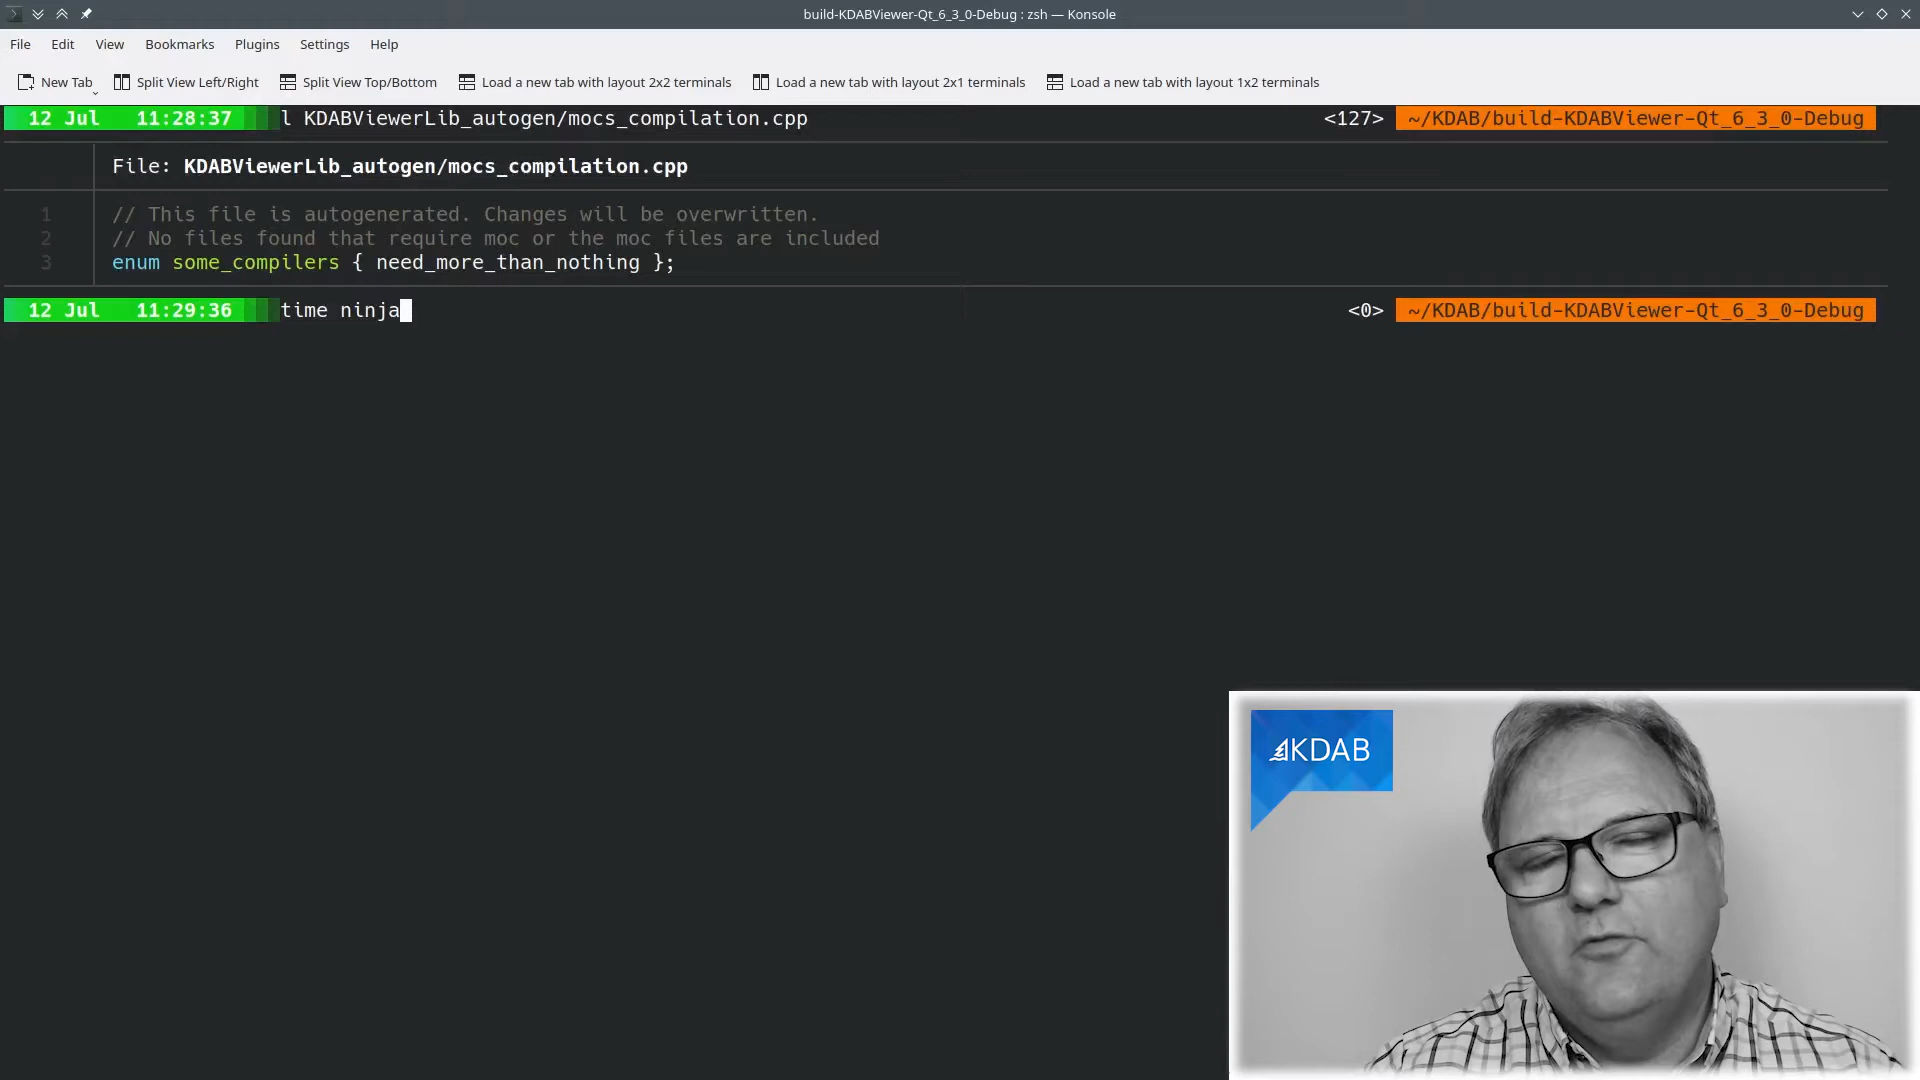 build-KDABViewer-Qt_6_3_0-Debug : zsh — Konsole
File Edit View Bookmarks Plugins Settings Help
New Tab Split View Left/Right Split View Top/Bottom Load a new tab with layout 2x2 terminals Load a new tab with layout 2x1 terminals Load a new tab with layout 1x2 terminals
12 Jul 11:28:37 l KDABViewerLib_autogen/mocs_compilation.cpp <127> ~/KDAB/build-KDABViewer-Qt_6_3_0-Debug
File: KDABViewerLib_autogen/mocs_compilation.cpp
1 // This file is autogenerated. Changes will be overwritten.
2 // No files found that require moc or the moc files are included
3 enum some_compilers { need_more_than_nothing };
12 Jul 11:29:36 time ninja <0> ~/KDAB/build-KDABViewer-Qt_6_3_0-Debug
KDAB